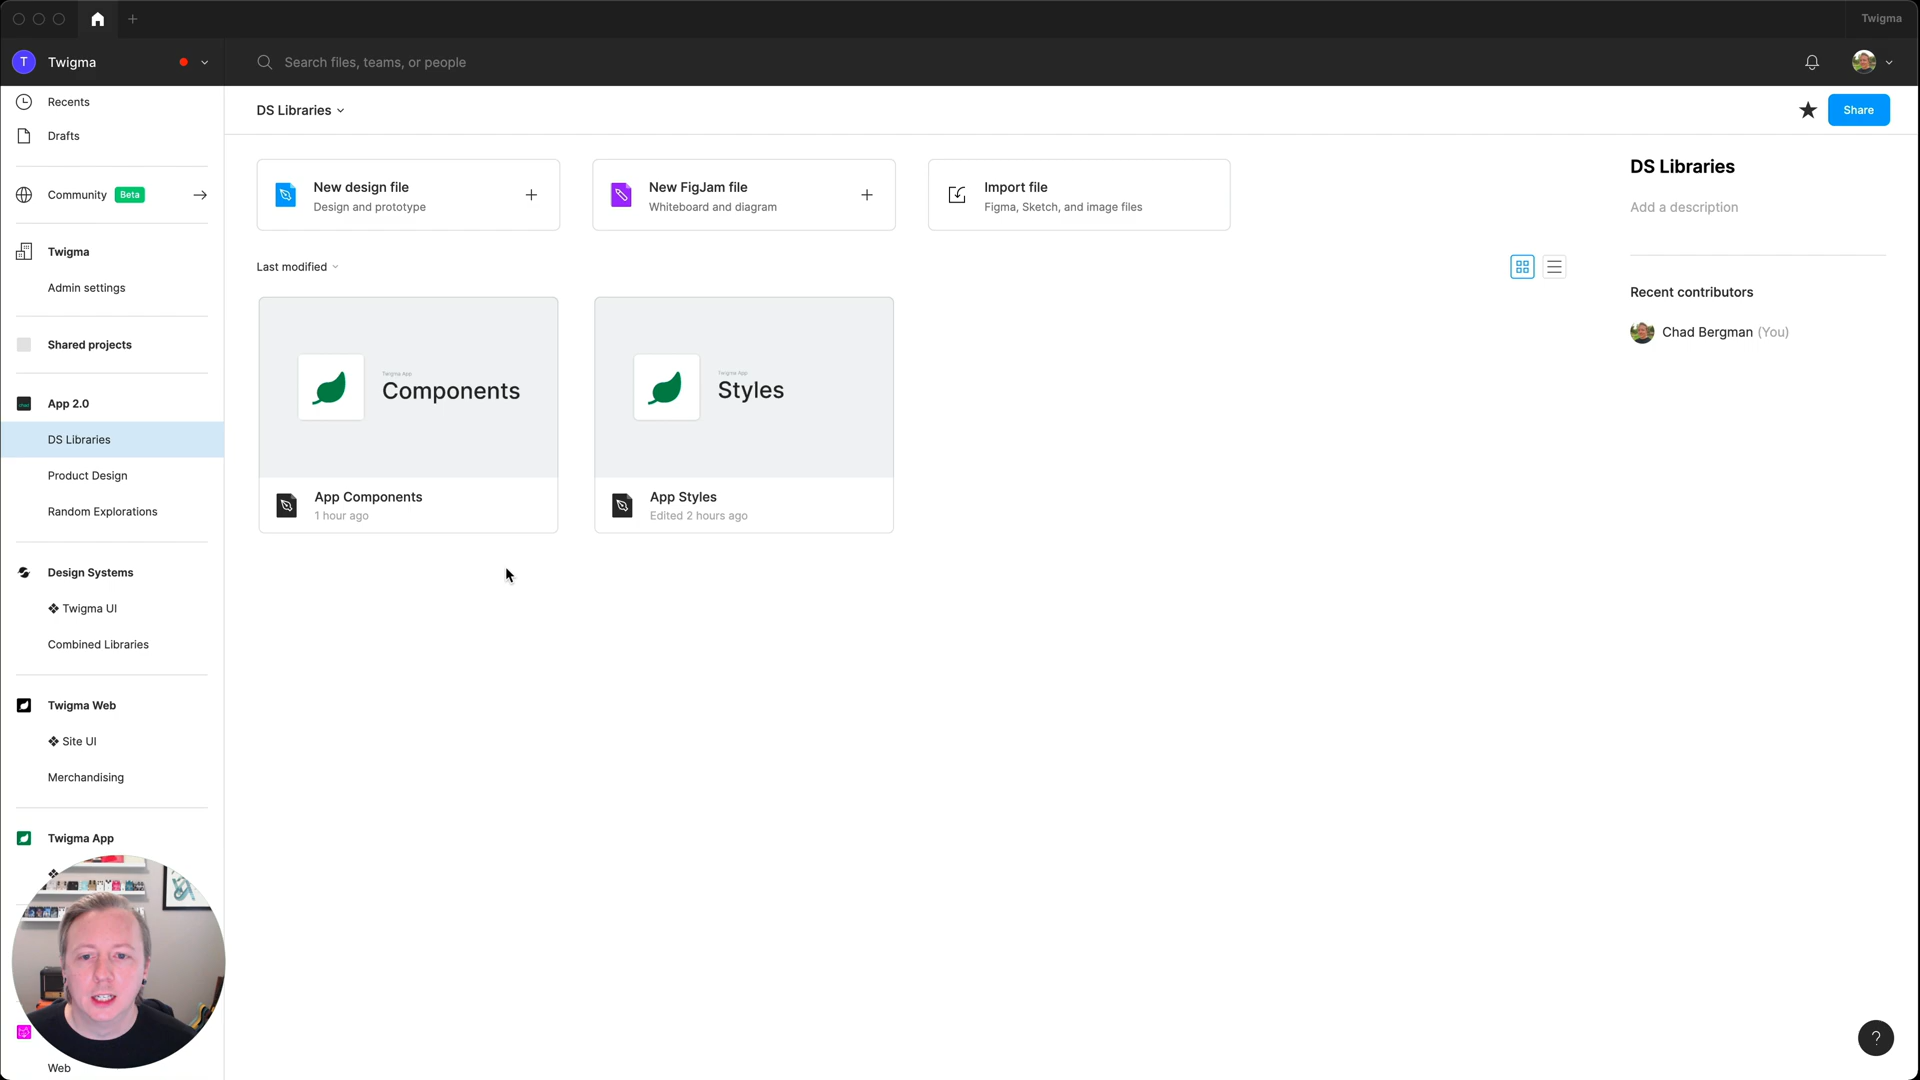 Twigma
T
Twigma
Search files, teams, or people
Recents
Drafts
Community Beta
Twigma
Admin settings
Shared projects
App 2.0
DS Libraries
Product Design
Random Explorations
Design Systems
❖ Twigma UI
Combined Libraries
Twigma Web
❖ Site UI
Merchandising
Twigma App
❖
Web
DS Libraries
Share
New design file
Design and prototype
New FigJam file
Whiteboard and diagram
Import file
Figma, Sketch, and image files
Last modified
Twigma App
Components
App Components
1 hour ago
Twigma App
Styles
App Styles
Edited 2 hours ago
DS Libraries
Add a description
Recent contributors
Chad Bergman (You)
?